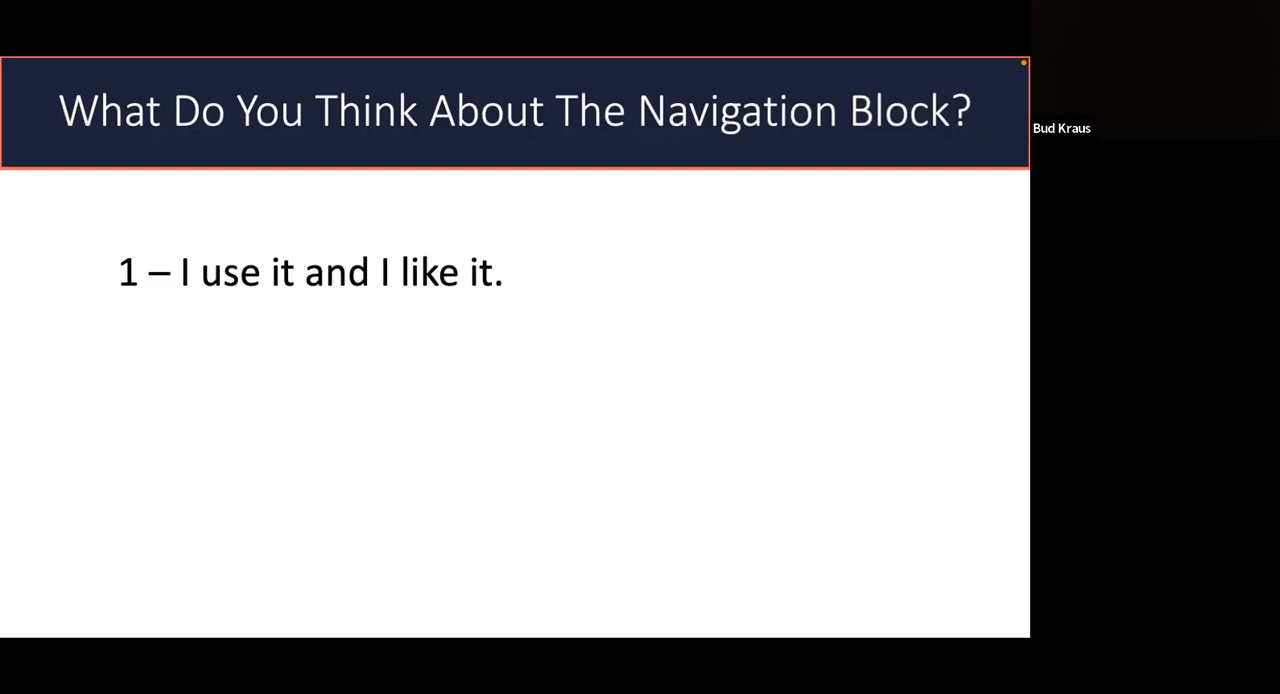 What Do You Think About The Navigation Block?
Bud Kraus
1 – I use it and I like it.